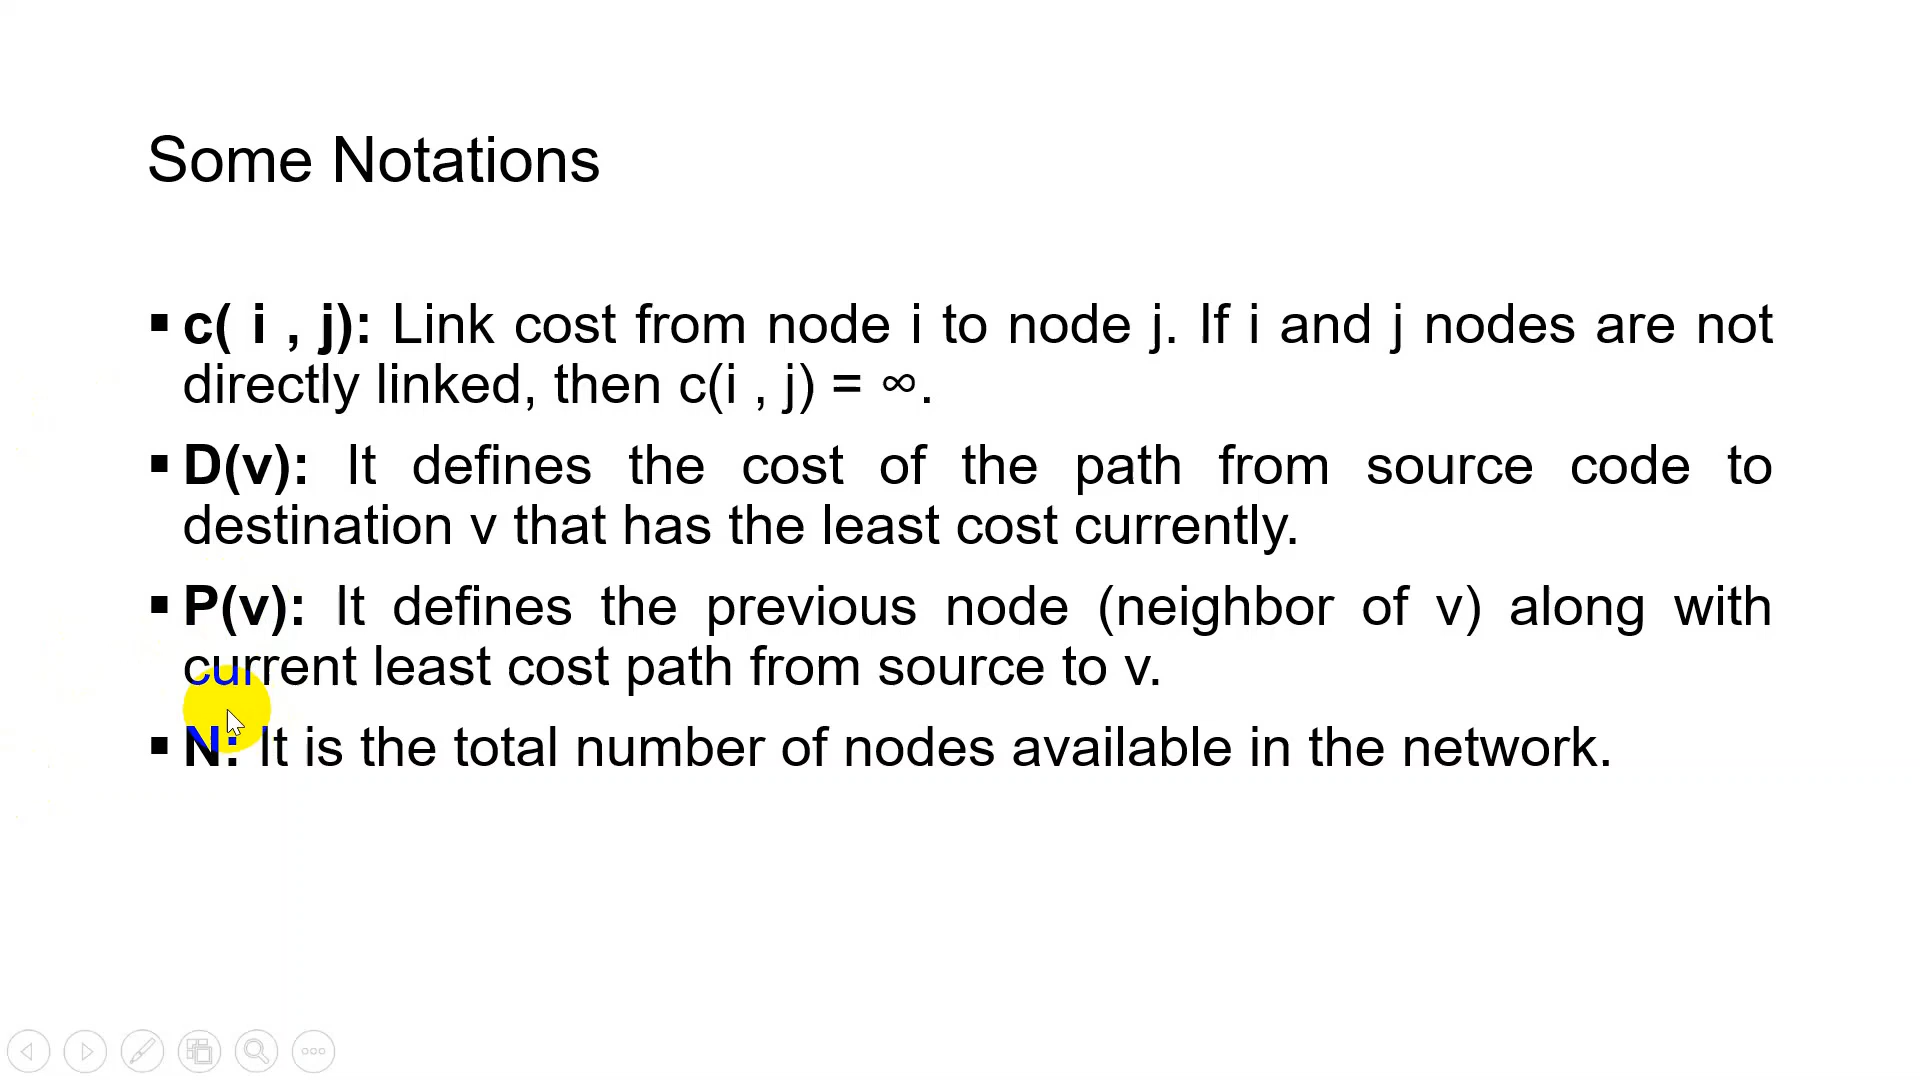 Some Notations
▪ c( i , j): Link cost from node i to node j. If i and j nodes are not
directly linked, then c(i , j) = ∞.
▪ D(v): It defines the cost of the path from source code to
destination v that has the least cost currently.
▪ P(v): It defines the previous node (neighbor of v) along with
current least cost path from source to v.
▪ N: It is the total number of nodes available in the network.